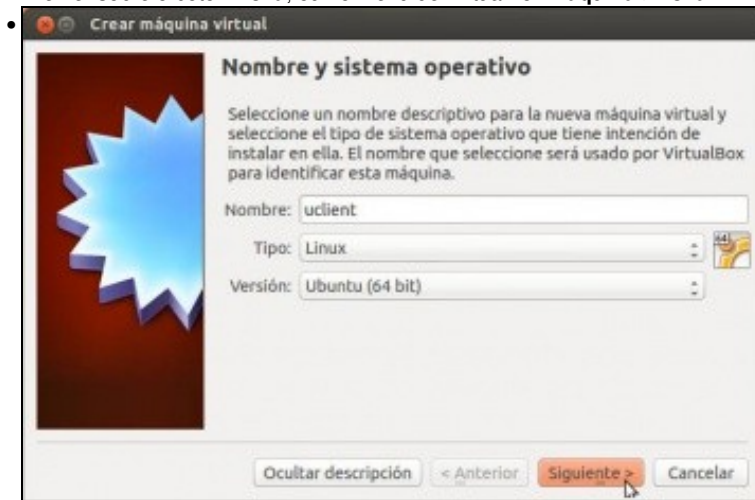 Crear máquina virtual
Nombre y sistema operativo
Seleccione un nombre descriptivo para la nueva máquina virtual y
seleccione el tipo de sistema operativo que tiene intención de
instalar en ella. El nombre que seleccione será usado por VirtualBox
para identificar esta máquina.
Nombre: uclient
Tipo: Linux
64
Versión: Ubuntu (64 bit)
Ocultar descripción < Anterior Siguiente > Cancelar